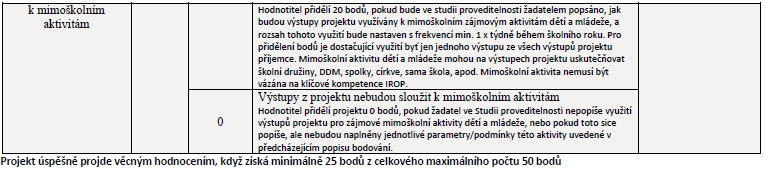 k mimoškolním
aktivitám
Hodnotitel přidělí 20 bodů, pokud bude ve studii proveditelnosti žadatelem popsáno, jak
budou výstupy projektu využívány k mimoškolním zájmovým aktivitám dětí a mládeže, a
rozsah tohoto využití bude nastaven s frekvencí min. 1 x týdně během školního roku. Pro
přidělení bodů je dostačující využití byť jen jednoho výstupu ze všech výstupů projektu
příjemce. Mimoškolní aktivitu dětí a mládeže mohou na výstupech projektu uskutečňovat
školní družiny, DDM, spolky, církve, sama škola, apod. Mimoškolní aktivita nemusí být
vázána na klíčové kompetence IROP.
0
Výstupy z projektu nebudou sloužit k mimoškolním aktivitám
Hodnotitel přidělí projektu 0 bodů, pokud žadatel ve Studii proveditelnosti nepopíše využití
výstupů projektu pro zájmové mimoškolní aktivity dětí a mládeže, nebo pokud toto sice
popíše, ale nebudou naplněny jednotlivé parametry/podmínky této aktivity uvedené v
předcházejícím popisu bodování.
Projekt úspěšně projde věcným hodnocením, když získá minimálně 25 bodů z celkového maximálního počtu 50 bodů